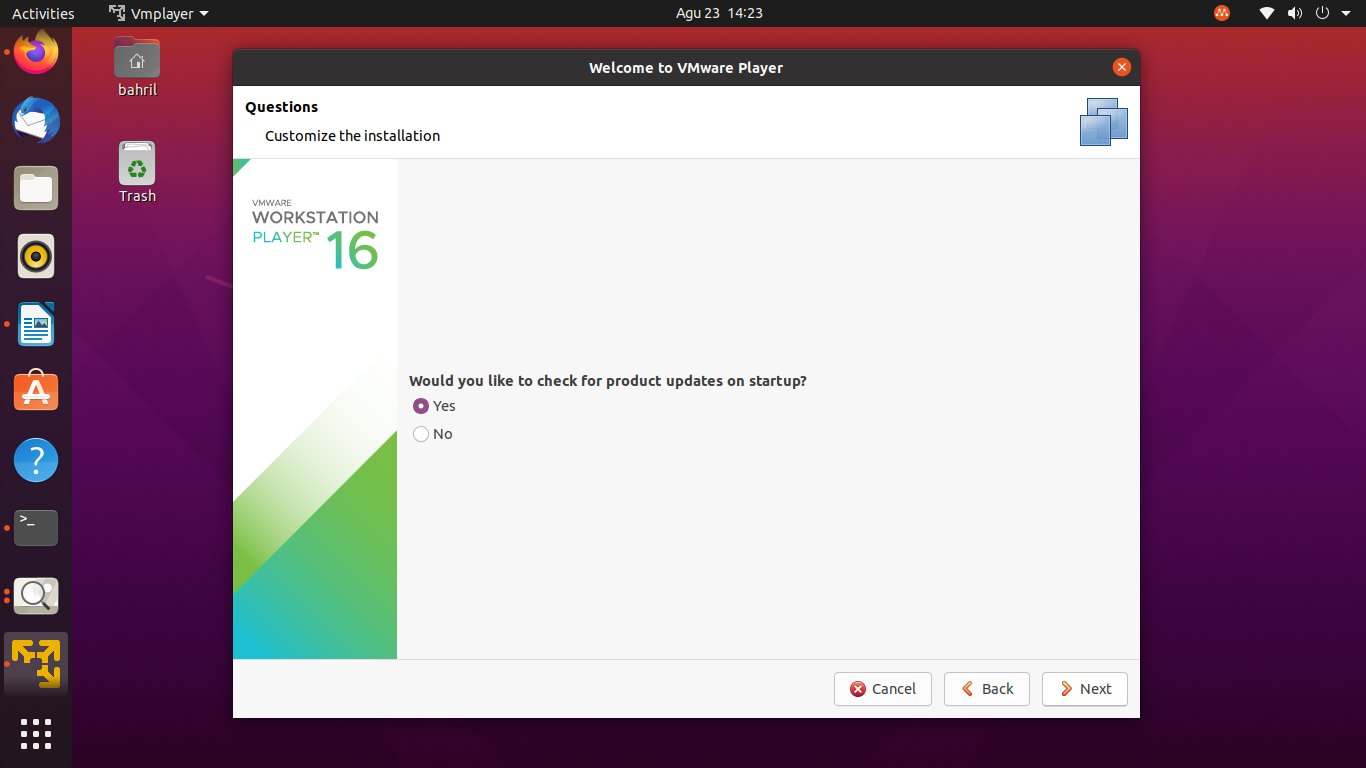 Activities
Vmplayer
Agu 23 14:23
bahril
Trash
Welcome to VMware Player
Questions
Customize the installation
VMWARE
WORKSTATION
PLAYER™ 16
Would you like to check for product updates on startup?
Yes
No
>_
?
Cancel
Back
Next